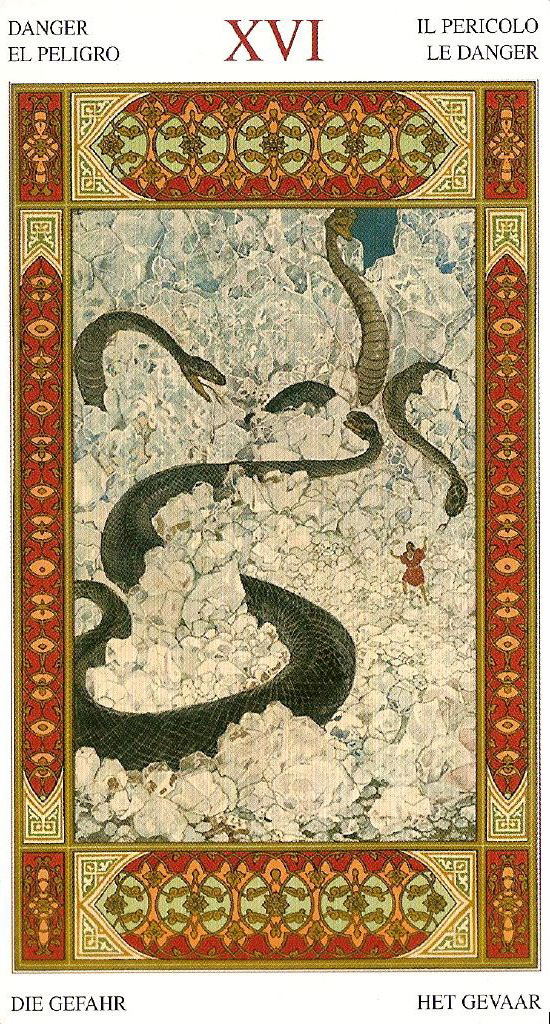 DANGER
EL PELIGRO
XVI
IL PERICOLO
LE DANGER
DIE GEFAHR
HET GEVAAR